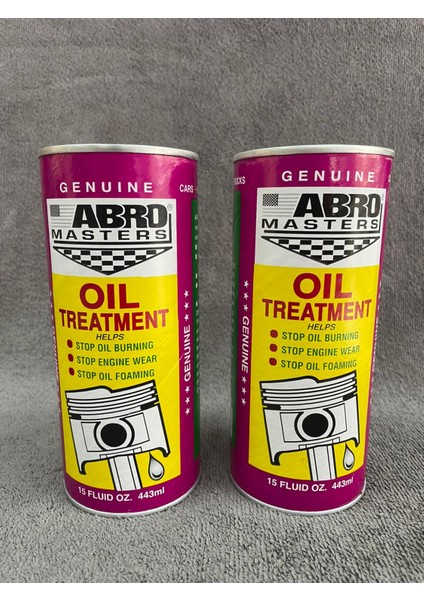 GENUINE
CARS
ABRO®
MASTERS
OIL
TREATMENT
HELPS
STOP OIL BURNING
STOP ENGINE WEAR
STOP OIL FOAMING
15 FLUID OZ. 443ml
★★★ GENUINE ★★★
GENUINE
ABRO
MASTERS
OIL
TREATMENT
HELPS
STOP OIL BURNING
STOP ENGINE WEAR
STOP OIL FOAMING
15 FLUID OZ. 443ml
★★★ GENUINE ★★★